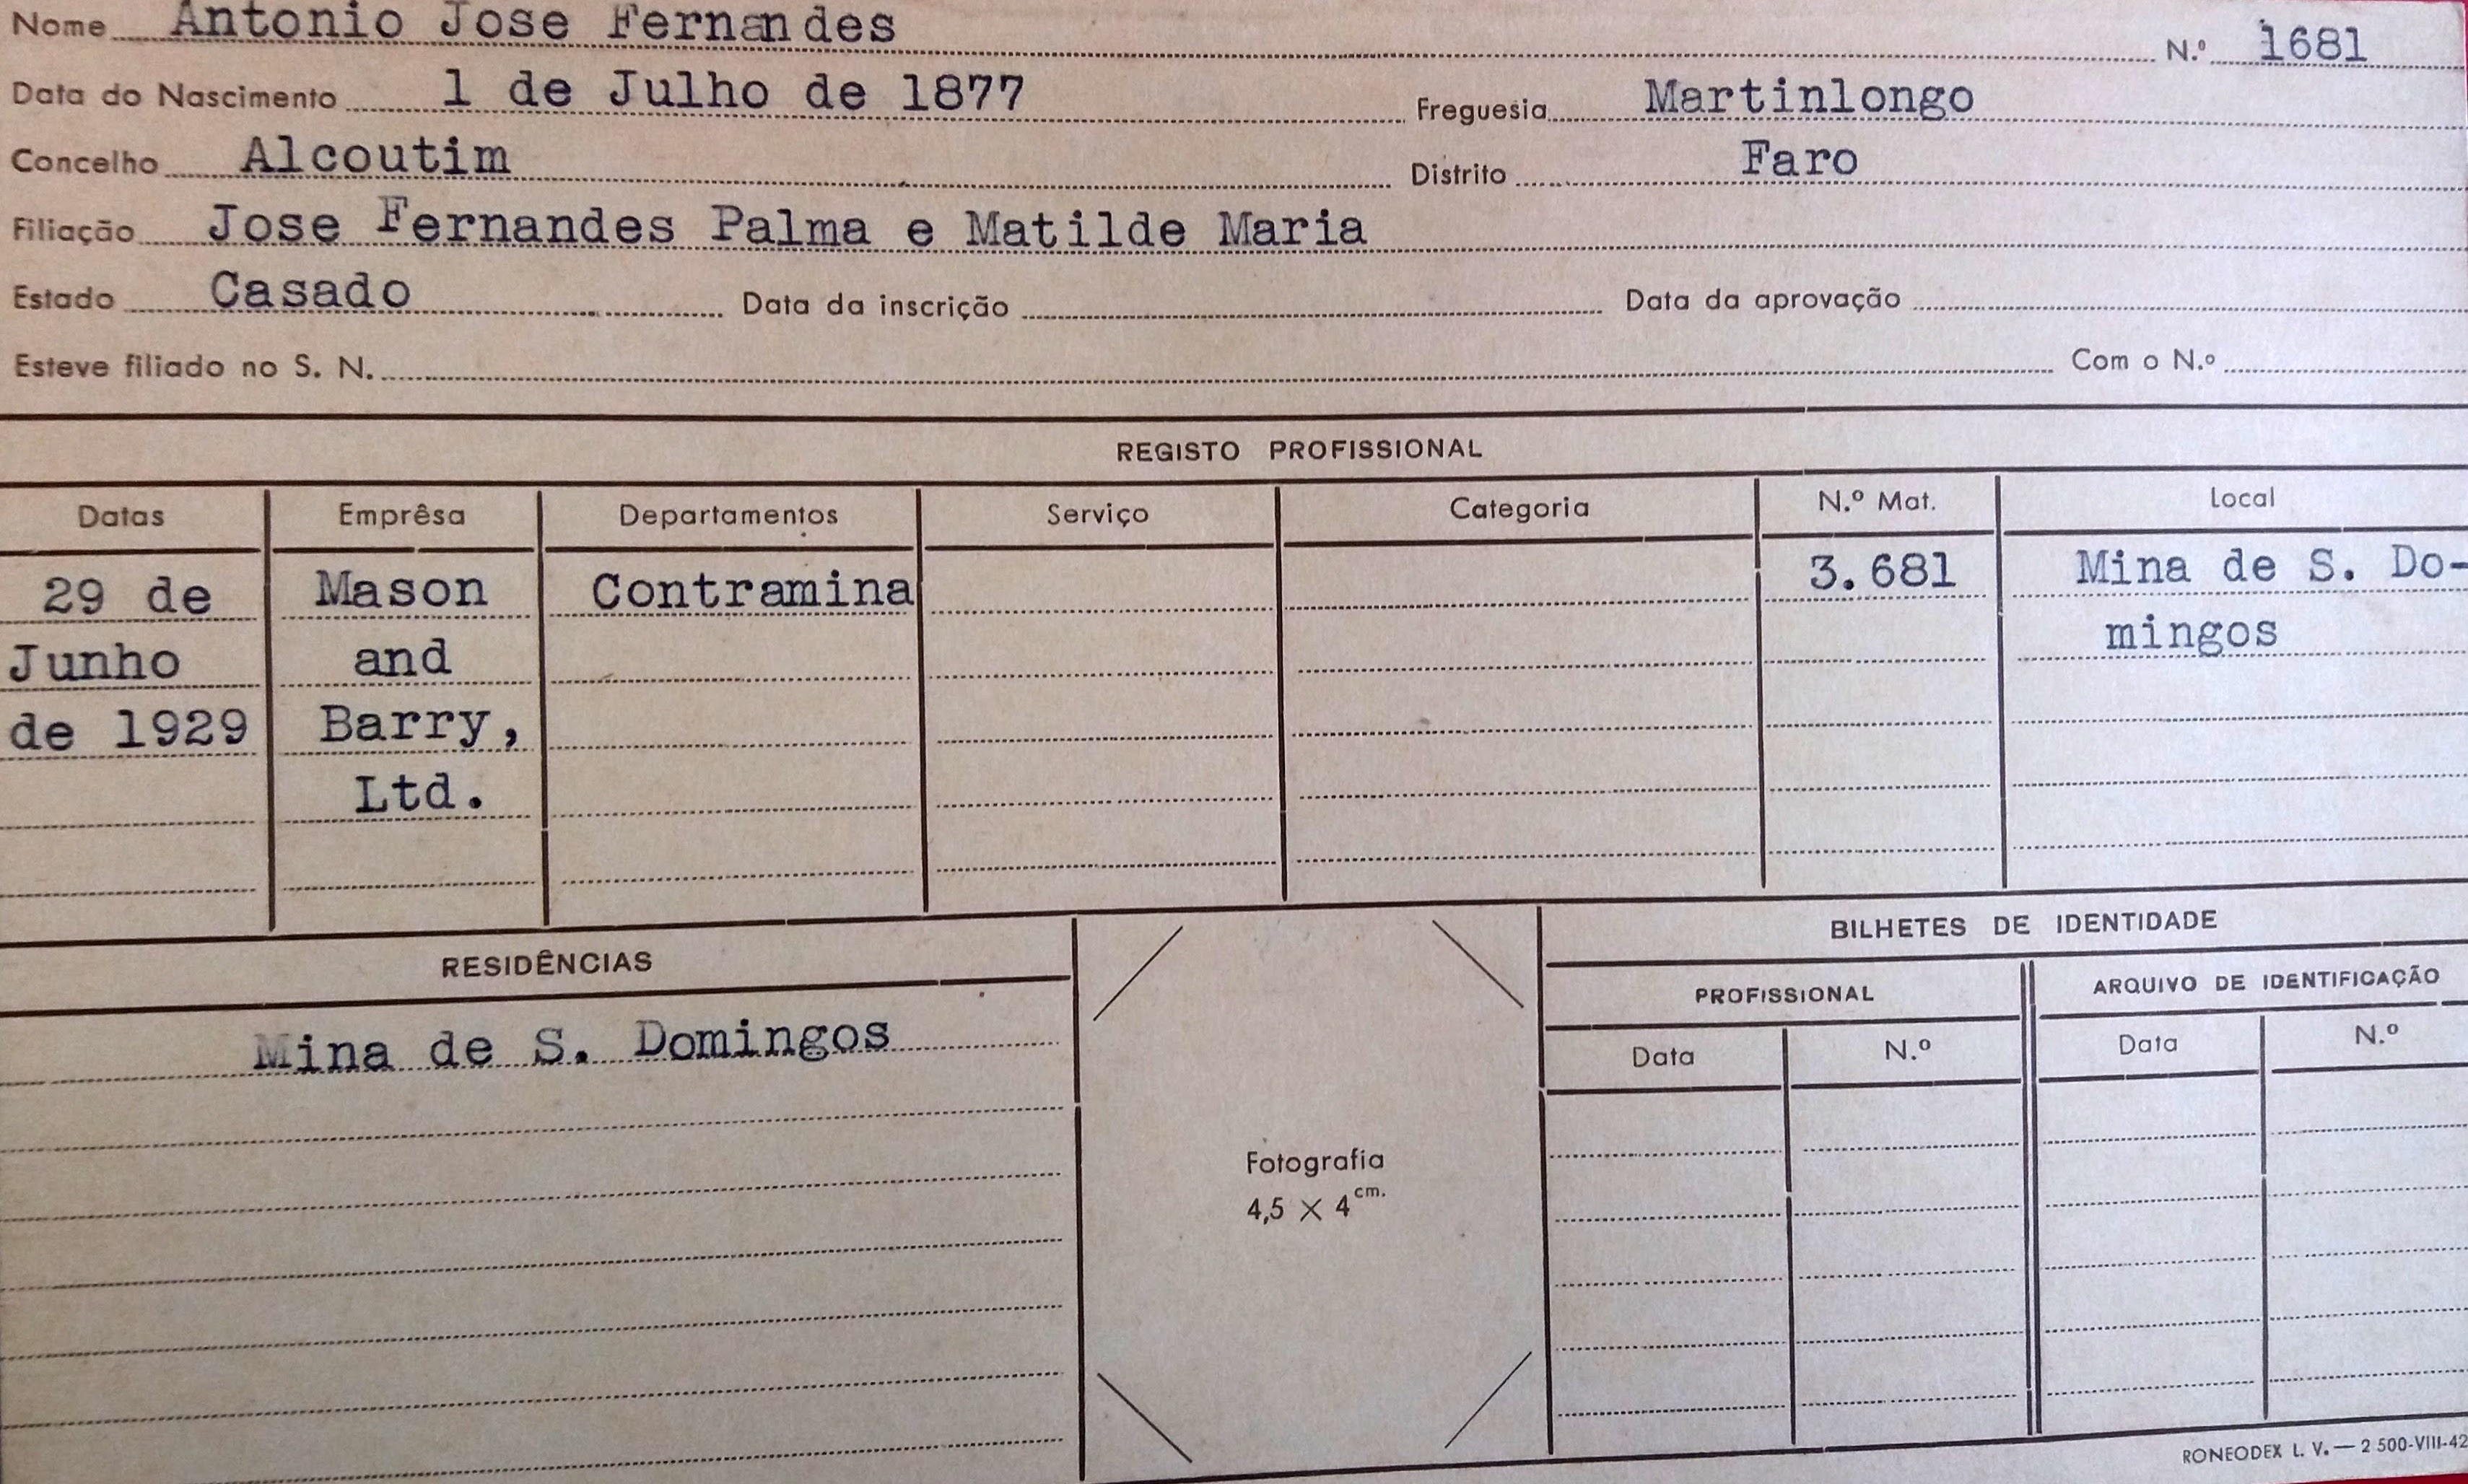 Nome Antonio Jose Fernandes N.º 1681
Data do Nascimento 1 de Julho de 1877 Freguesia Martinlongo
Concelho Alcoutim Distrito Faro
Filiação Jose Fernandes Palma e Matilde Maria
Estado Casado Data da inscrição Data da aprovação
Esteve filiado no S. N. Com o N.º
REGISTO PROFISSIONAL
Datas Emprêsa Departamentos Serviço Categoria N.º Mat. Local
29 de Mason Contramina 3.681 Mina de S. Do-
Junho and mingos
de 1929 Barry,
Ltd.
RESIDÊNCIAS BILHETES DE IDENTIDADE
PROFISSIONAL ARQUIVO DE IDENTIFICAÇÃO
Mina de S. Domingos Data N.º Data N.º
Fotografia
4,5 × 4 cm.
RONEODEX L. V. — 2 500-VIII-42